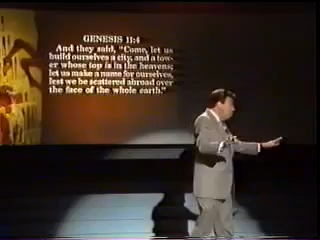 GENESIS 11:4
And they said, "Come, let us
build ourselves a city, and a tow-
er whose top is in the heavens;
let us make a name for ourselves,
lest we be scattered abroad over
the face of the whole earth."